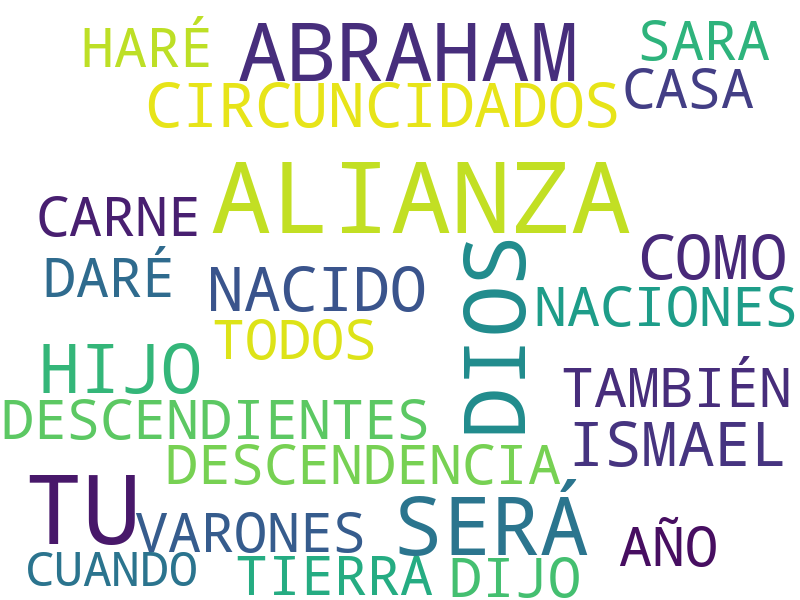 HARÉ
ABRAHAM
SARA
CIRCUNCIDADOS
CASA
ALIANZA
CARNE
COMO
DARÉ
NACIDO
DIOS
NACIONES
TODOS
HIJO
TAMBIÉN
DESCENDIENTES
ISMAEL
DESCENDENCIA
TU
VARONES
SERÁ
AÑO
CUANDO
TIERRA
DIJO